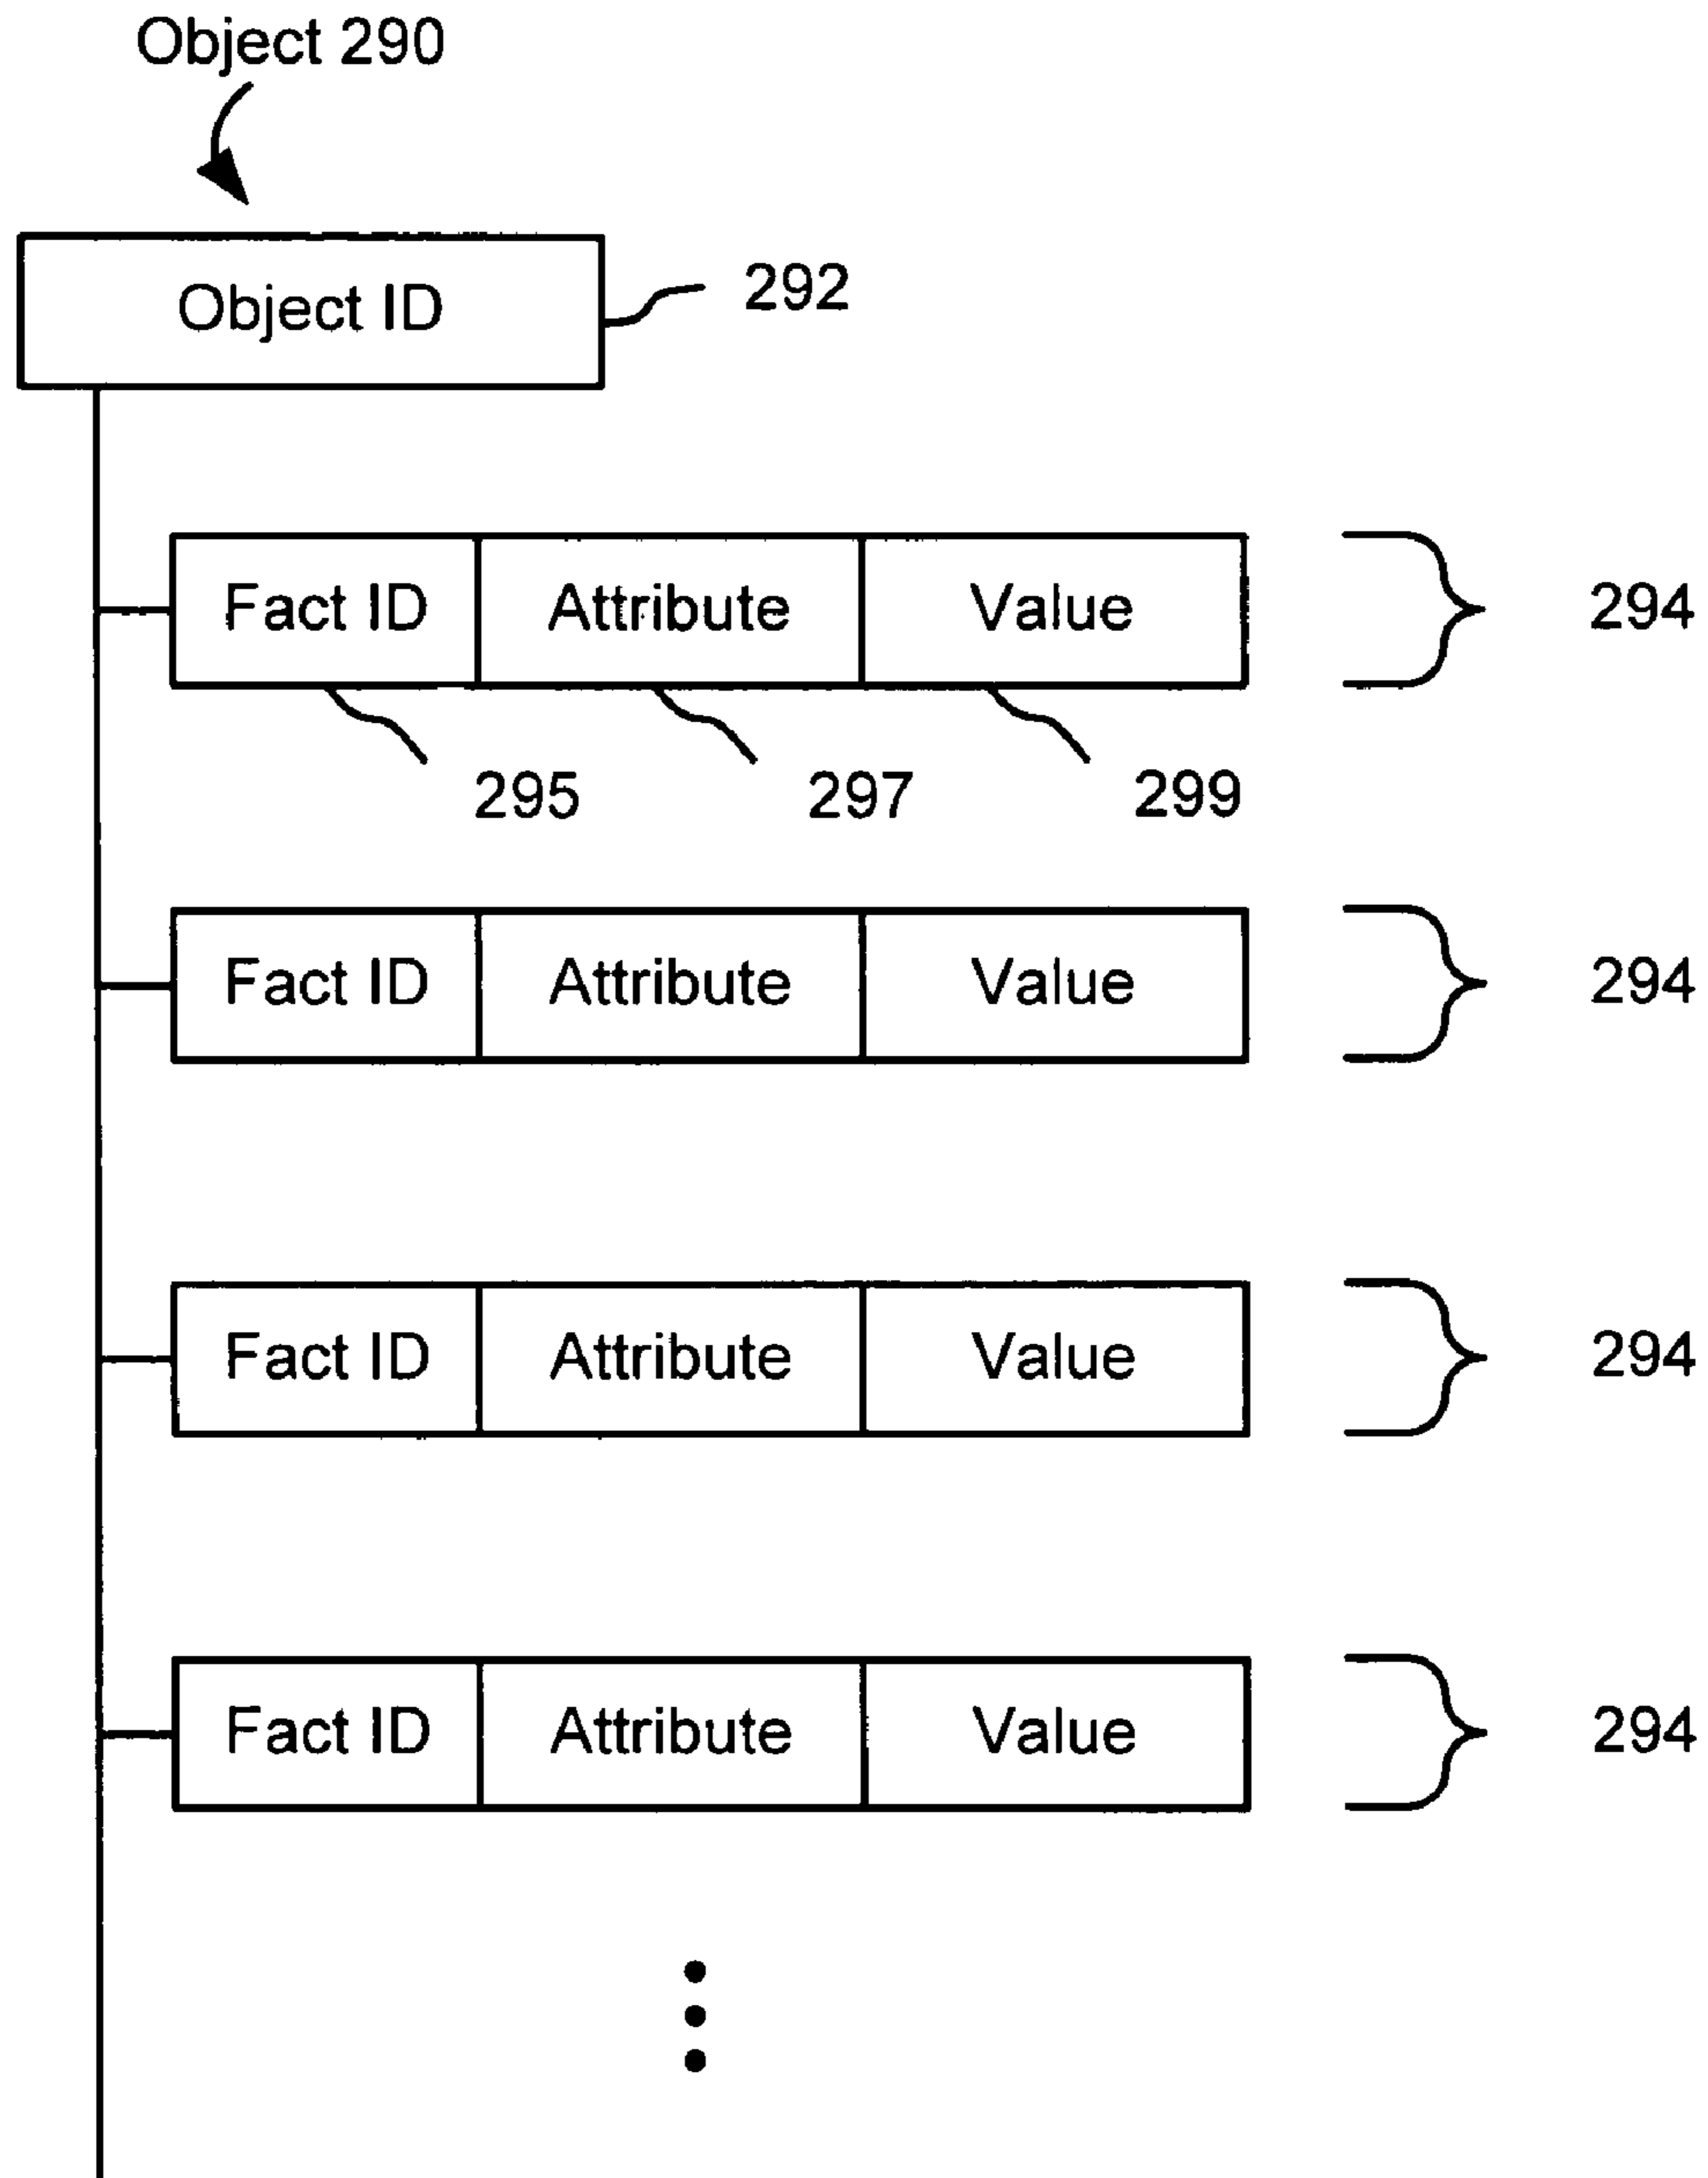 Object 290
Object ID
292
Fact ID Attribute Value
294
295 297 299
Fact ID Attribute Value
294
Fact ID Attribute Value
294
Fact ID Attribute Value
294